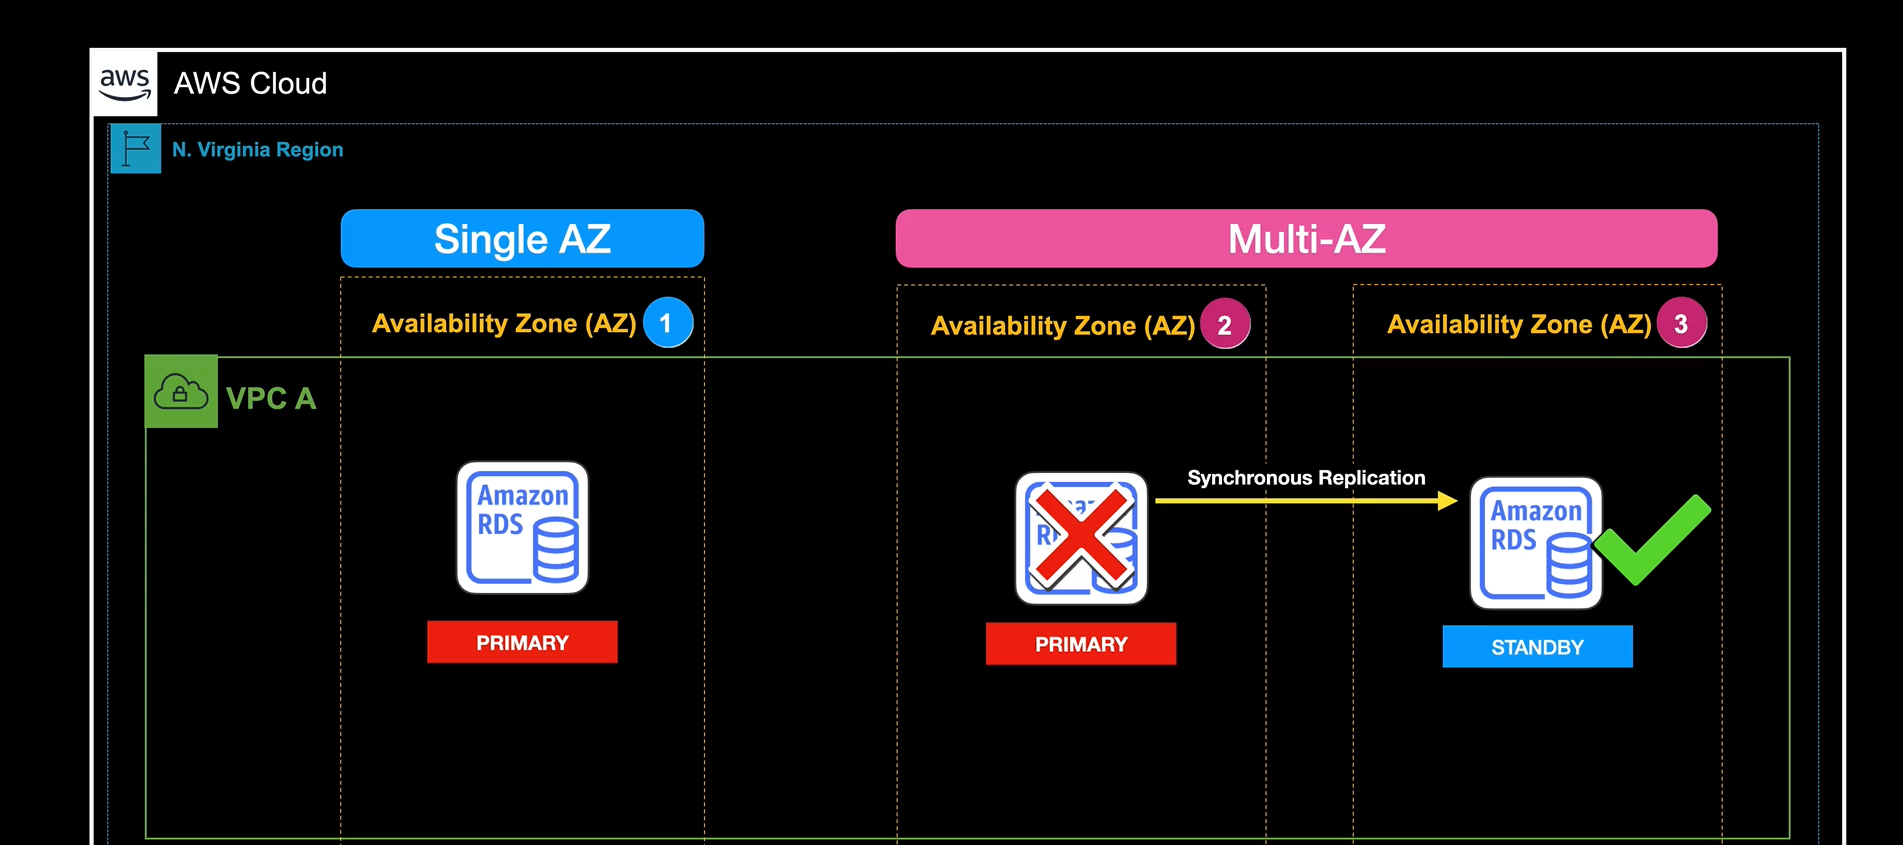 aws
AWS Cloud
N. Virginia Region
Single AZ
Multi-AZ
Availability Zone (AZ) 1
Availability Zone (AZ) 2
Availability Zone (AZ) 3
VPC A
Amazon
RDS
PRIMARY
PRIMARY
Synchronous Replication
Amazon
RDS
STANDBY